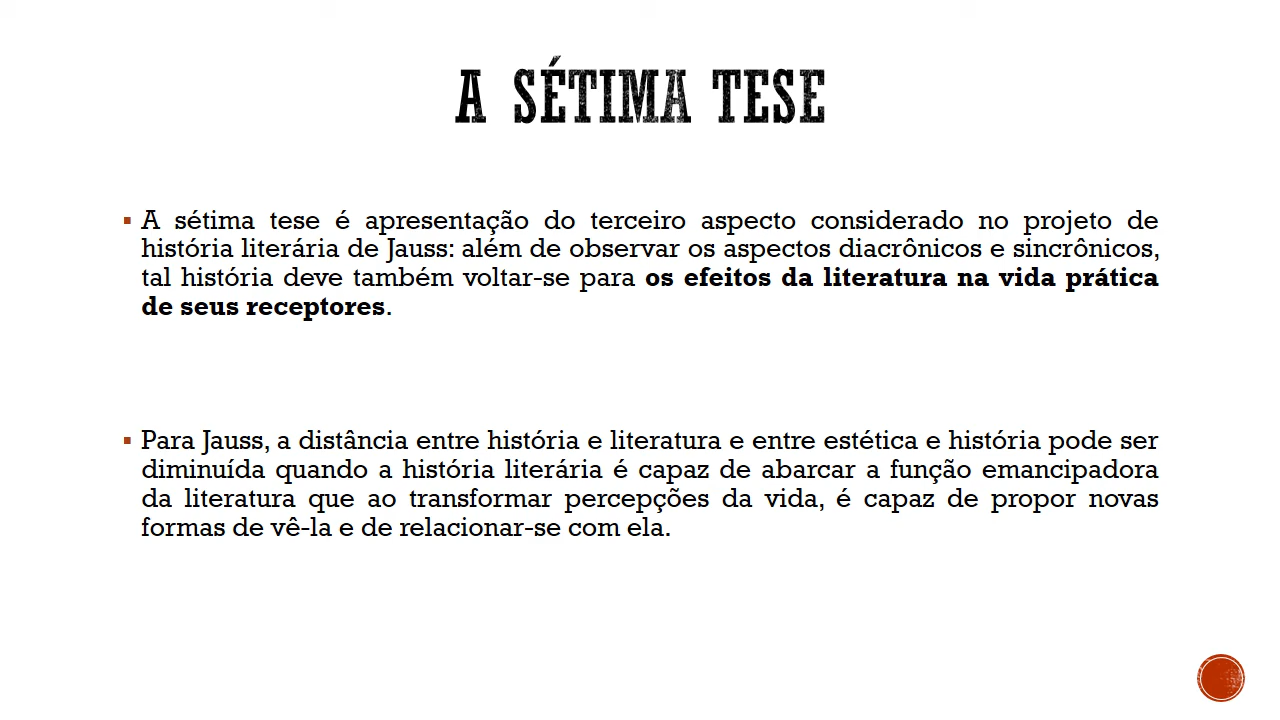 A SÉTIMA TESE
▪ A sétima tese é apresentação do terceiro aspecto considerado no projeto de
história literária de Jauss: além de observar os aspectos diacrônicos e sincrônicos,
tal história deve também voltar-se para os efeitos da literatura na vida prática
de seus receptores.
▪ Para Jauss, a distância entre história e literatura e entre estética e história pode ser
diminuída quando a história literária é capaz de abarcar a função emancipadora
da literatura que ao transformar percepções da vida, é capaz de propor novas
formas de vê-la e de relacionar-se com ela.